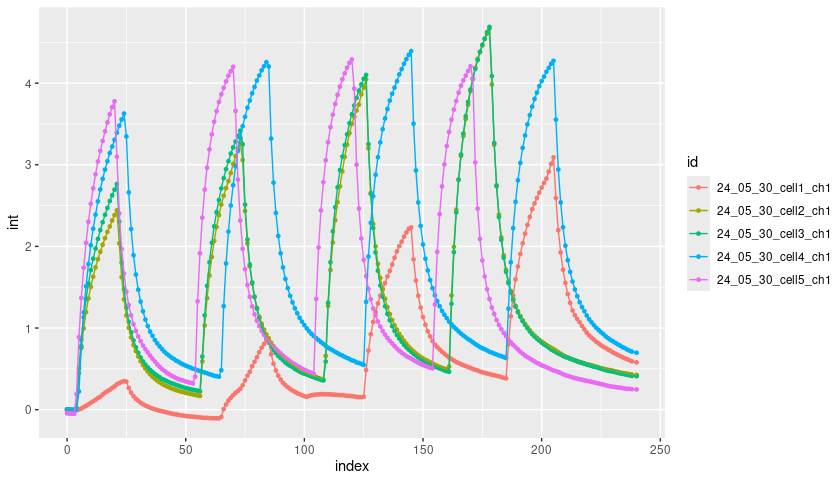 int
4
3
2
1
0
0
50
100
150
200
250
index
id
24_05_30_cell1_ch1
24_05_30_cell2_ch1
24_05_30_cell3_ch1
24_05_30_cell4_ch1
24_05_30_cell5_ch1